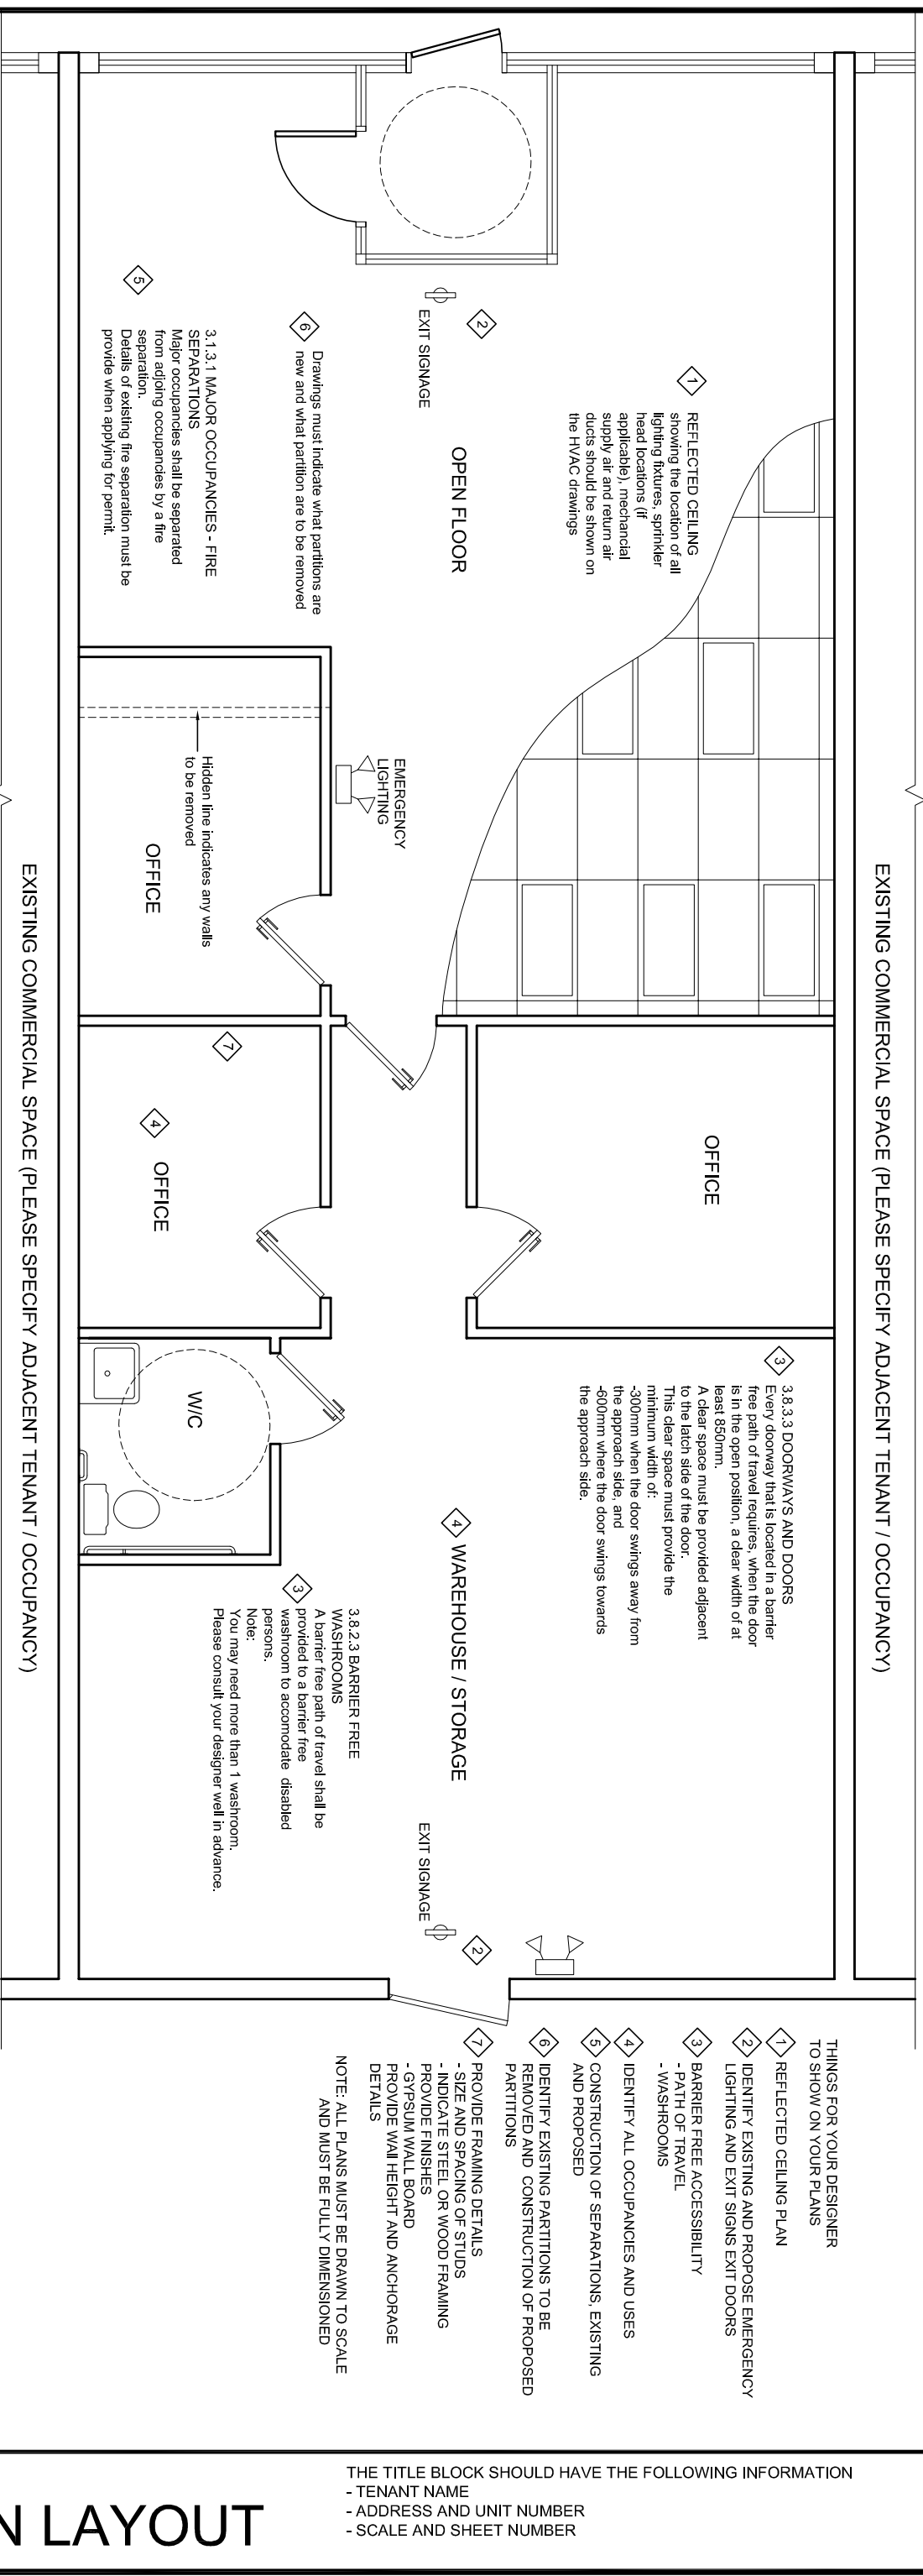 EXISTING COMMERCIAL SPACE (PLEASE SPECIFY ADJACENT TENANT / OCCUPANCY)
1
REFLECTED CEILING
showing the location of all
lighting fixtures, sprinkler
head locations (if
applicable), mechancial
supply air and return air
ducts should be shown on
the HVAC drawings
2
EXIT SIGNAGE
OPEN FLOOR
6
Drawings must indicate what partitions are
new and what partition are to be removed
5
3.1.3.1 MAJOR OCCUPANCIES - FIRE
SEPARATIONS
Major occupancies shall be separated
from adjoing occupancies by a fire
separation.
Details of existing fire separation must be
provide when applying for permit.
EMERGENCY
LIGHTING
Hidden line indicates any walls
to be removed
OFFICE
OFFICE
7
4
OFFICE
3
3.8.3.3 DOORWAYS AND DOORS
Every doorway that is located in a barrier
free path of travel requires, when the door
is in the open position, a clear width of at
least 850mm.
A clear space must be provided adjacent
to the latch side of the door.
This clear space must provide the
minimum width of:
-300mm when the door swings away from
the approach side, and
-600mm where the door swings towards
the approach side.
W/C
4
WAREHOUSE / STORAGE
3
3.8.2.3 BARRIER FREE
WASHROOMS
A barrier free path of travel shall be
provided to a barrier free
washroom to accomodate disabled
persons.
Note:
You may need more than 1 washroom.
Please consult your designer well in advance.
EXIT SIGNAGE
2
EXISTING COMMERCIAL SPACE (PLEASE SPECIFY ADJACENT TENANT / OCCUPANCY)
THINGS FOR YOUR DESIGNER
TO SHOW ON YOUR PLANS
1 REFLECTED CEILING PLAN
2 IDENTIFY EXISTING AND PROPOSE EMERGENCY
LIGHTING AND EXIT SIGNS EXIT DOORS
3 BARRIER FREE ACCESSIBILITY
- PATH OF TRAVEL
- WASHROOMS
4 IDENTIFY ALL OCCUPANCIES AND USES
5 CONSTRUCTION OF SEPARATIONS, EXISTING
AND PROPOSED
6 IDENTIFY EXISTING PARTITIONS TO BE
REMOVED AND CONSTRUCTION OF PROPOSED
PARTITIONS
7 PROVIDE FRAMING DETAILS
- SIZE AND SPACING OF STUDS
- INDICATE STEEL OR WOOD FRAMING
PROVIDE FINISHES
- GYPSUM WALL BOARD
PROVIDE WAll HEIGHT AND ANCHORAGE
DETAILS
NOTE: ALL PLANS MUST BE DRAWN TO SCALE
AND MUST BE FULLY DIMENSIONED
THE TITLE BLOCK SHOULD HAVE THE FOLLOWING INFORMATION
- TENANT NAME
- ADDRESS AND UNIT NUMBER
- SCALE AND SHEET NUMBER
N LAYOUT